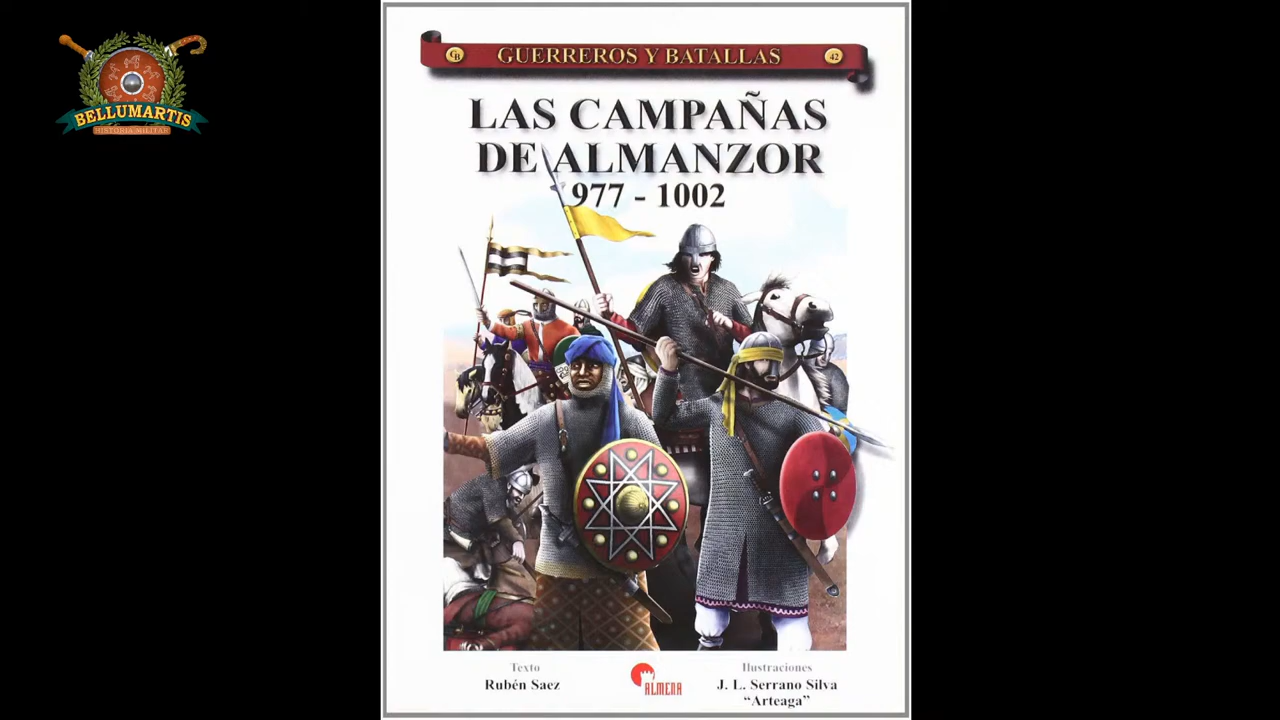 BELLUMARTIS
HISTORIA MILITAR
GB
GUERREROS Y BATALLAS
42
LAS CAMPAÑAS
DE ALMANZOR
977 - 1002
Texto
Rubén Saez
ALMENA
Ilustraciones
J. L. Serrano Silva
“Arteaga”